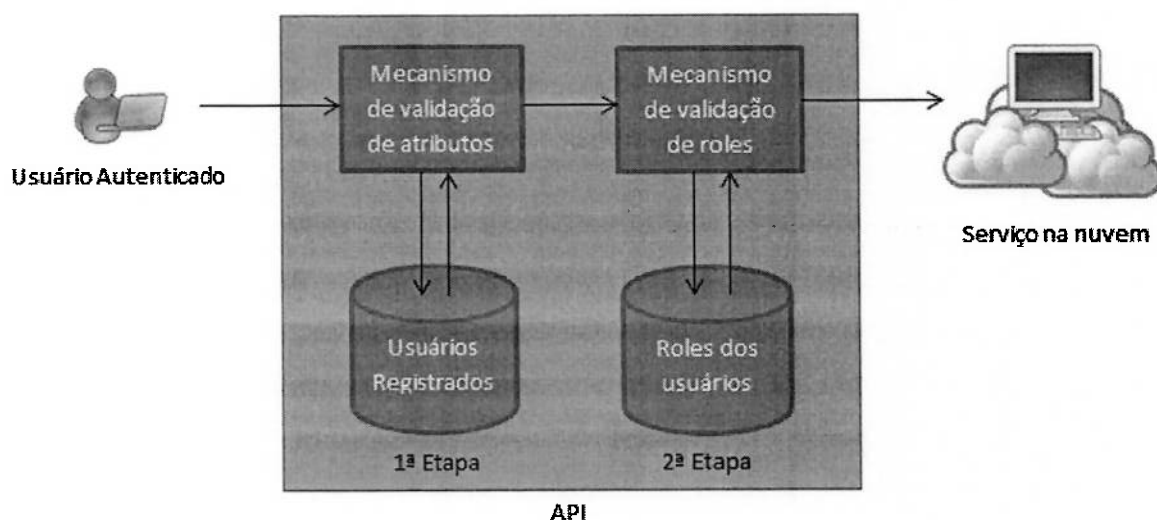 Mecanismo
de validação
de atributos
Mecanismo
de validação
de roles
Usuário Autenticado
Serviço na nuvem
Usuários
Registrados
Roles dos
usuários
1ª Etapa
2ª Etapa
API